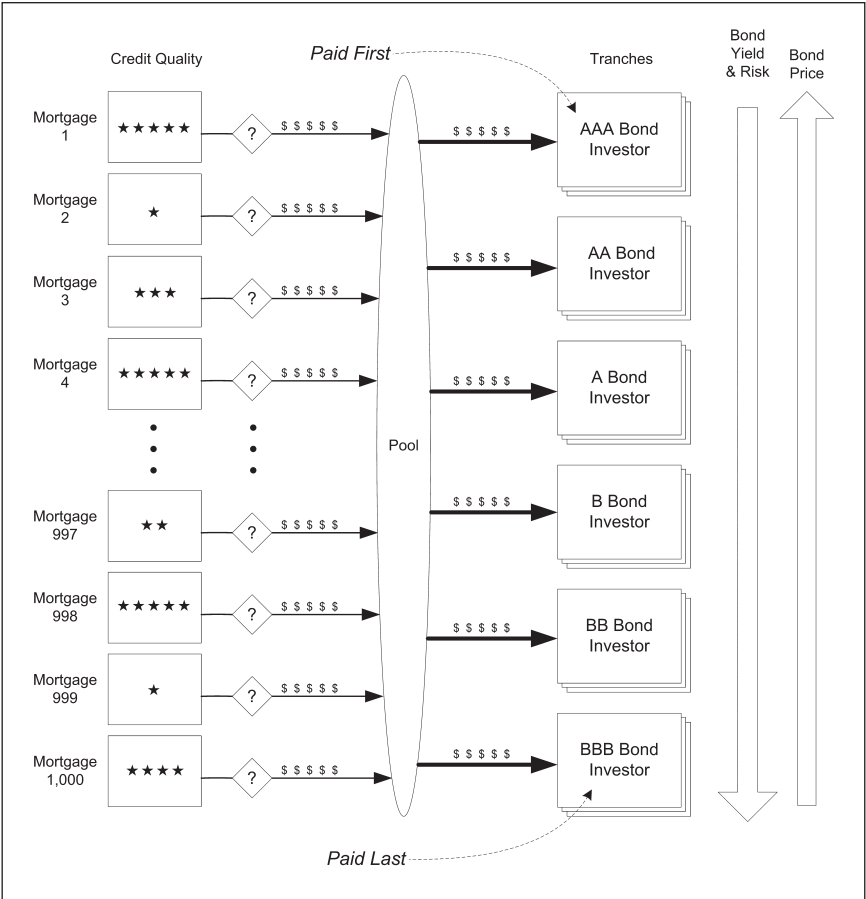 Credit Quality
Paid First
Tranches
Bond
Yield
& Risk
Bond
Price
Mortgage
1
★★★★★
?
$ $ $ $ $
$ $ $ $ $
AAA Bond
Investor
Mortgage
2
★
?
$ $ $ $ $
$ $ $ $ $
AA Bond
Investor
Mortgage
3
★★★
?
$ $ $ $ $
Mortgage
4
★★★★★
?
$ $ $ $ $
$ $ $ $ $
A Bond
Investor
Pool
Mortgage
997
★★
?
$ $ $ $ $
$ $ $ $ $
B Bond
Investor
Mortgage
998
★★★★★
?
$ $ $ $ $
$ $ $ $ $
BB Bond
Investor
Mortgage
999
★
?
$ $ $ $ $
Mortgage
1,000
★★★★
?
$ $ $ $ $
$ $ $ $ $
BBB Bond
Investor
Paid Last